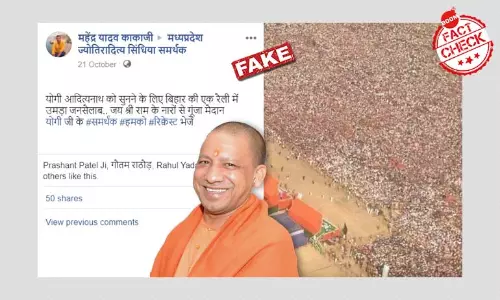 महेंद्र यादव काकाजी ▸ मध्यप्रदेश
ज्योतिरादित्य सिंधिया समर्थक
21 October
योगी आदित्यनाथ को सुनने के लिए बिहार की एक रैली में
उमड़ा जनसैलाब.. जय श्री राम के नारों से गूंजा मैदान
योगी जी के #समर्थक #हमको #रिक्वेस्ट भेजें
Prashant Patel Ji, गौतम राठौड़, Rahul Yad
others like this.
50 shares
View previous comments
FAKE
BOOM
FACT
CHECK